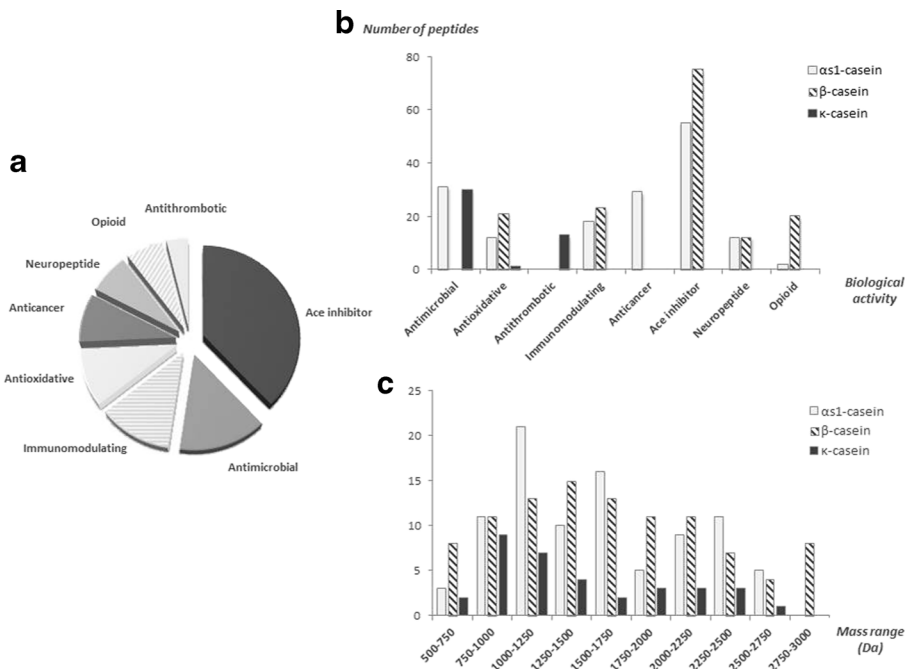 a
Opioid
Antithrombotic
Neuropeptide
Anticancer
Antioxidative
Immunomodulating
Antimicrobial
Ace inhibitor
b
Number of peptides
80
60
40
20
0
αs1-casein
β-casein
κ-casein
Antimicrobial
Antioxidative
Antithrombotic
Immunomodulating
Anticancer
Ace inhibitor
Neuropeptide
Opioid
Biological
activity
c
25
20
15
10
5
0
αs1-casein
β-casein
κ-casein
500-750
750-1000
1000-1250
1250-1500
1500-1750
1750-2000
2000-2250
2250-2500
2500-2750
2750-3000
Mass range
(Da)